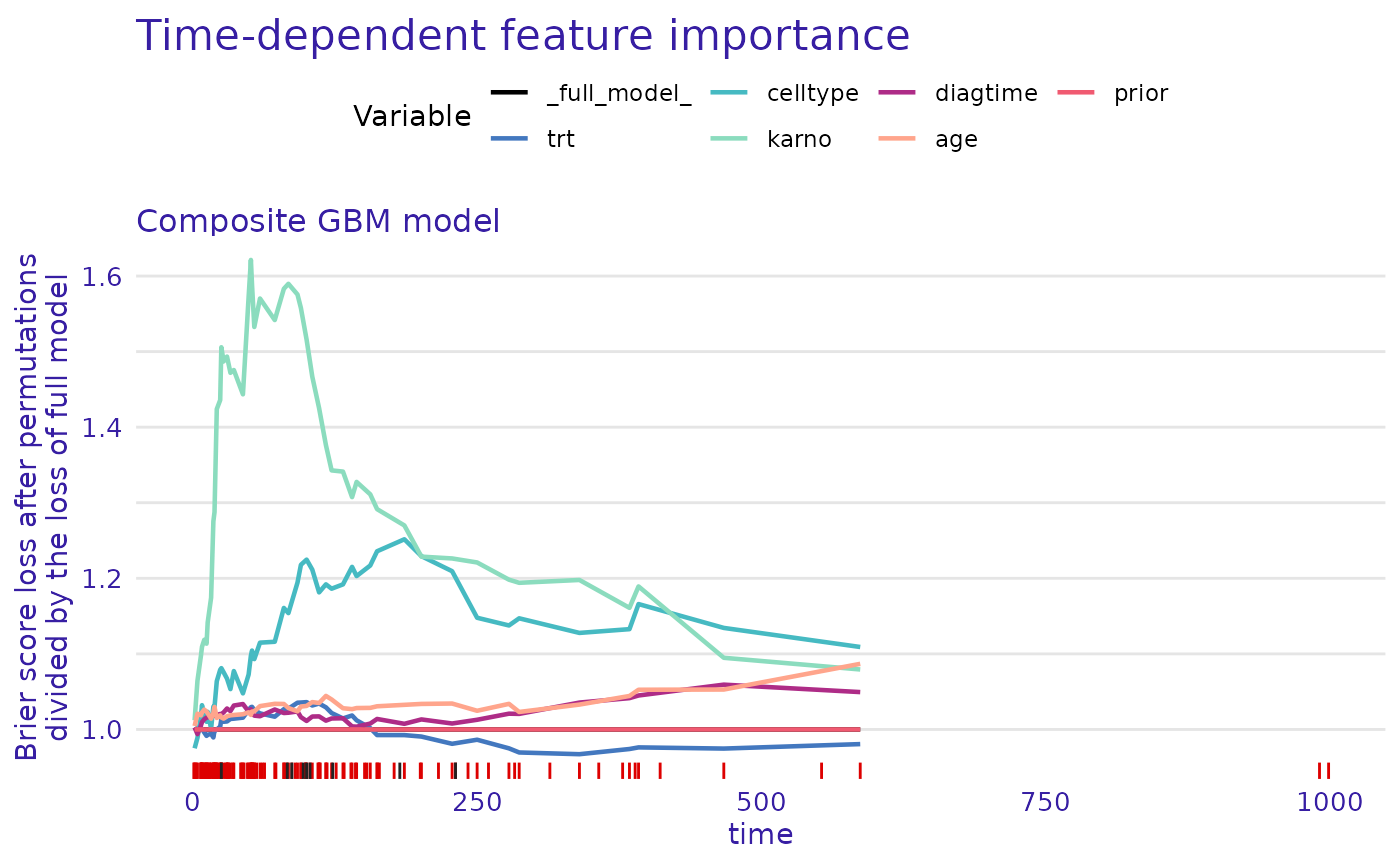 Time-dependent feature importance
Variable
_full_model_ celltype diagtime prior
trt karno age
Composite GBM model
Brier score loss after permutations
divided by the loss of full model
1.6
1.4
1.2
1.0
0 250 500 750 1000
time